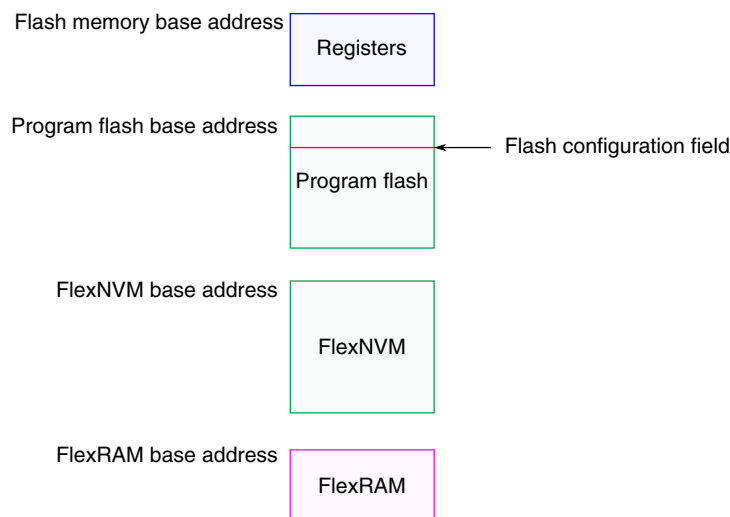 Flash memory base address
Registers
Program flash base address
Flash configuration field
Program flash
FlexNVM base address
FlexNVM
FlexRAM base address
FlexRAM